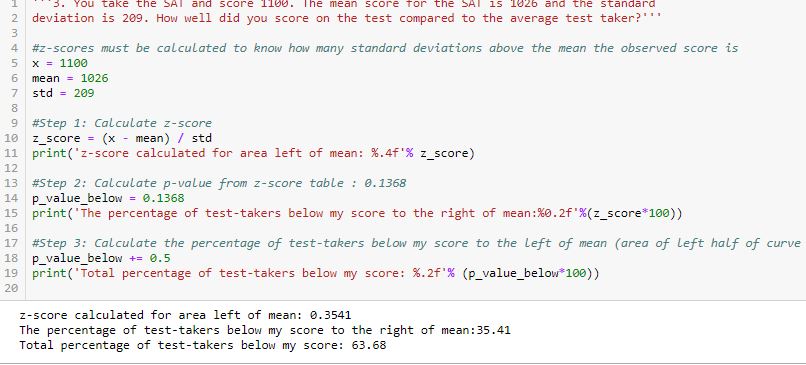 1 '''3. You take the SAT and score 1100. The mean score for the SAT is 1026 and the standard
2 deviation is 209. How well did you score on the test compared to the average test taker?'''
3
4 #z-scores must be calculated to know how many standard deviations above the mean the observed score is
5 x = 1100
6 mean = 1026
7 std = 209
8
9 #Step 1: Calculate z-score
10 z_score = (x - mean) / std
11 print('z-score calculated for area left of mean: %.4f'% z_score)
12
13 #Step 2: Calculate p-value from z-score table : 0.1368
14 p_value_below = 0.1368
15 print('The percentage of test-takers below my score to the right of mean:%0.2f'%(z_score*100))
16
17 #Step 3: Calculate the percentage of test-takers below my score to the left of mean (area of left half of curve
18 p_value_below += 0.5
19 print('Total percentage of test-takers below my score: %.2f'% (p_value_below*100))
20
z-score calculated for area left of mean: 0.3541
The percentage of test-takers below my score to the right of mean:35.41
Total percentage of test-takers below my score: 63.68